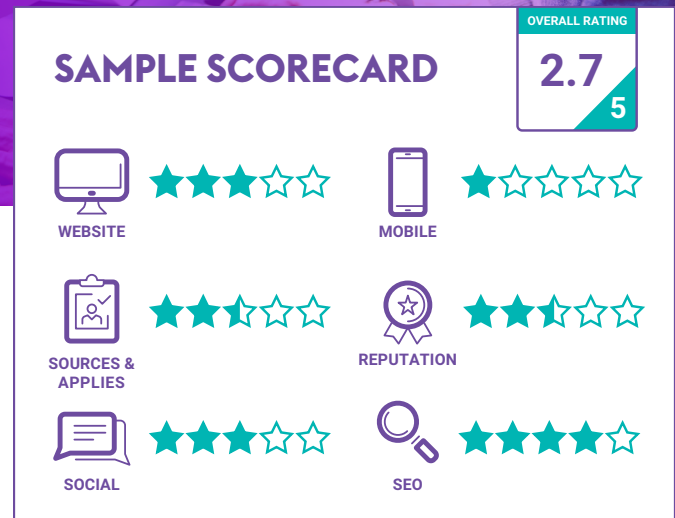 OVERALL RATING
SAMPLE SCORECARD
2.7
5
WEBSITE
MOBILE
SOURCES &
APPLIES
REPUTATION
SOCIAL
SEO